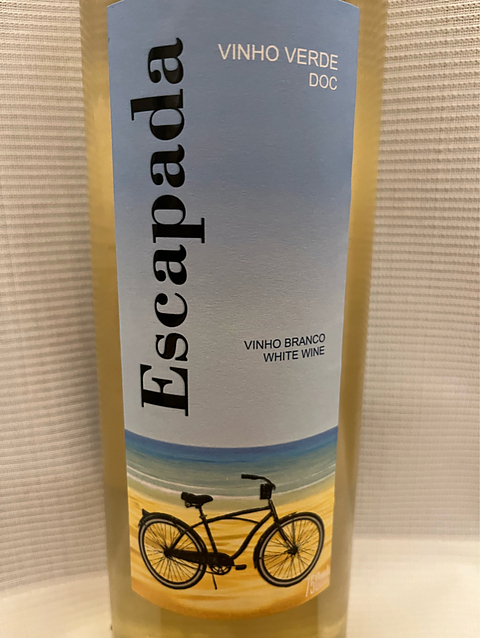 Escapada
VINHO VERDE
DOC
VINHO BRANCO
WHITE WINE